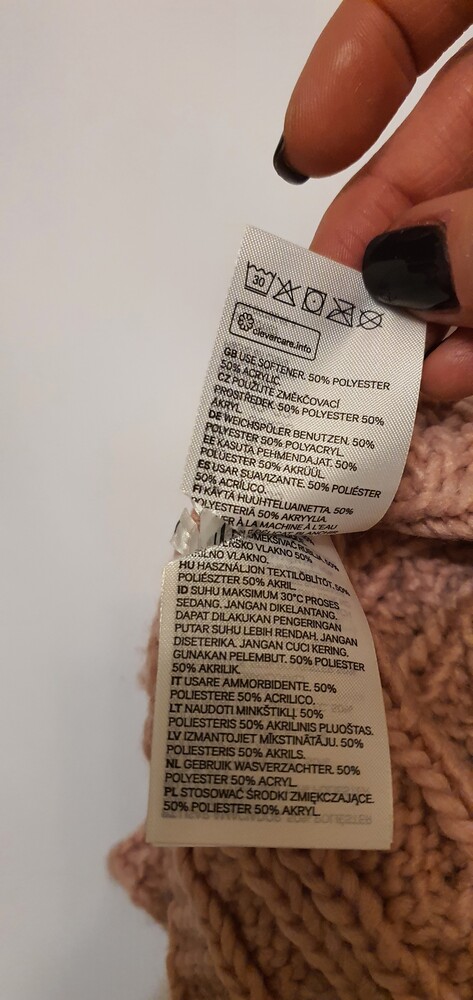 30
clevercare.info
GB USE SOFTENER. 50% POLYESTER
50% ACRYLIC.
CZ POUŽIJTE ZMĚKČOVACÍ
PROSTŘEDEK. 50% POLYESTER 50%
AKRYL.
DE WEICHSPÜLER BENUTZEN. 50%
POLYESTER 50% POLYACRYL.
EE KASUTA PEHMENDAJAT. 50%
POLÜESTER 50% AKRÜÜL.
ES USAR SUAVIZANTE. 50% POLIÉSTER
50% ACRÍLICO.
FI KÄYTÄ HUUHTELUAINETTA. 50%
POLYESTERIÄ 50% AKRYYLIA.
À LA MACHINE À L'EAU
VLAKNO 50%
VLAKNO.
HU HASZNÁLJON TEXTILÖBLÍTŐT. 50%
POLIÉSZTER 50% AKRIL.
ID SUHU MAKSIMUM 30°C PROSES
SEDANG. JANGAN DIKELANTANG.
DAPAT DILAKUKAN PENGERINGAN
PUTAR SUHU LEBIH RENDAH. JANGAN
DISETERIKA. JANGAN CUCI KERING.
GUNAKAN PELEMBUT. 50% POLIESTER
50% AKRILIK.
IT USARE AMMORBIDENTE. 50%
POLIESTERE 50% ACRILICO.
LT NAUDOTI MINKŠTIKLĮ. 50%
POLIESTERIS 50% AKRILINIS PLUOŠTAS.
LV IZMANTOJIET MĪKSTINĀTĀJU. 50%
POLIESTERIS 50% AKRILS.
NL GEBRUIK WASVERZACHTER. 50%
POLYESTER 50% ACRYL.
PL STOSOWAĆ ŚRODKI ZMIĘKCZAJĄCE.
50% POLIESTER 50% AKRYL.